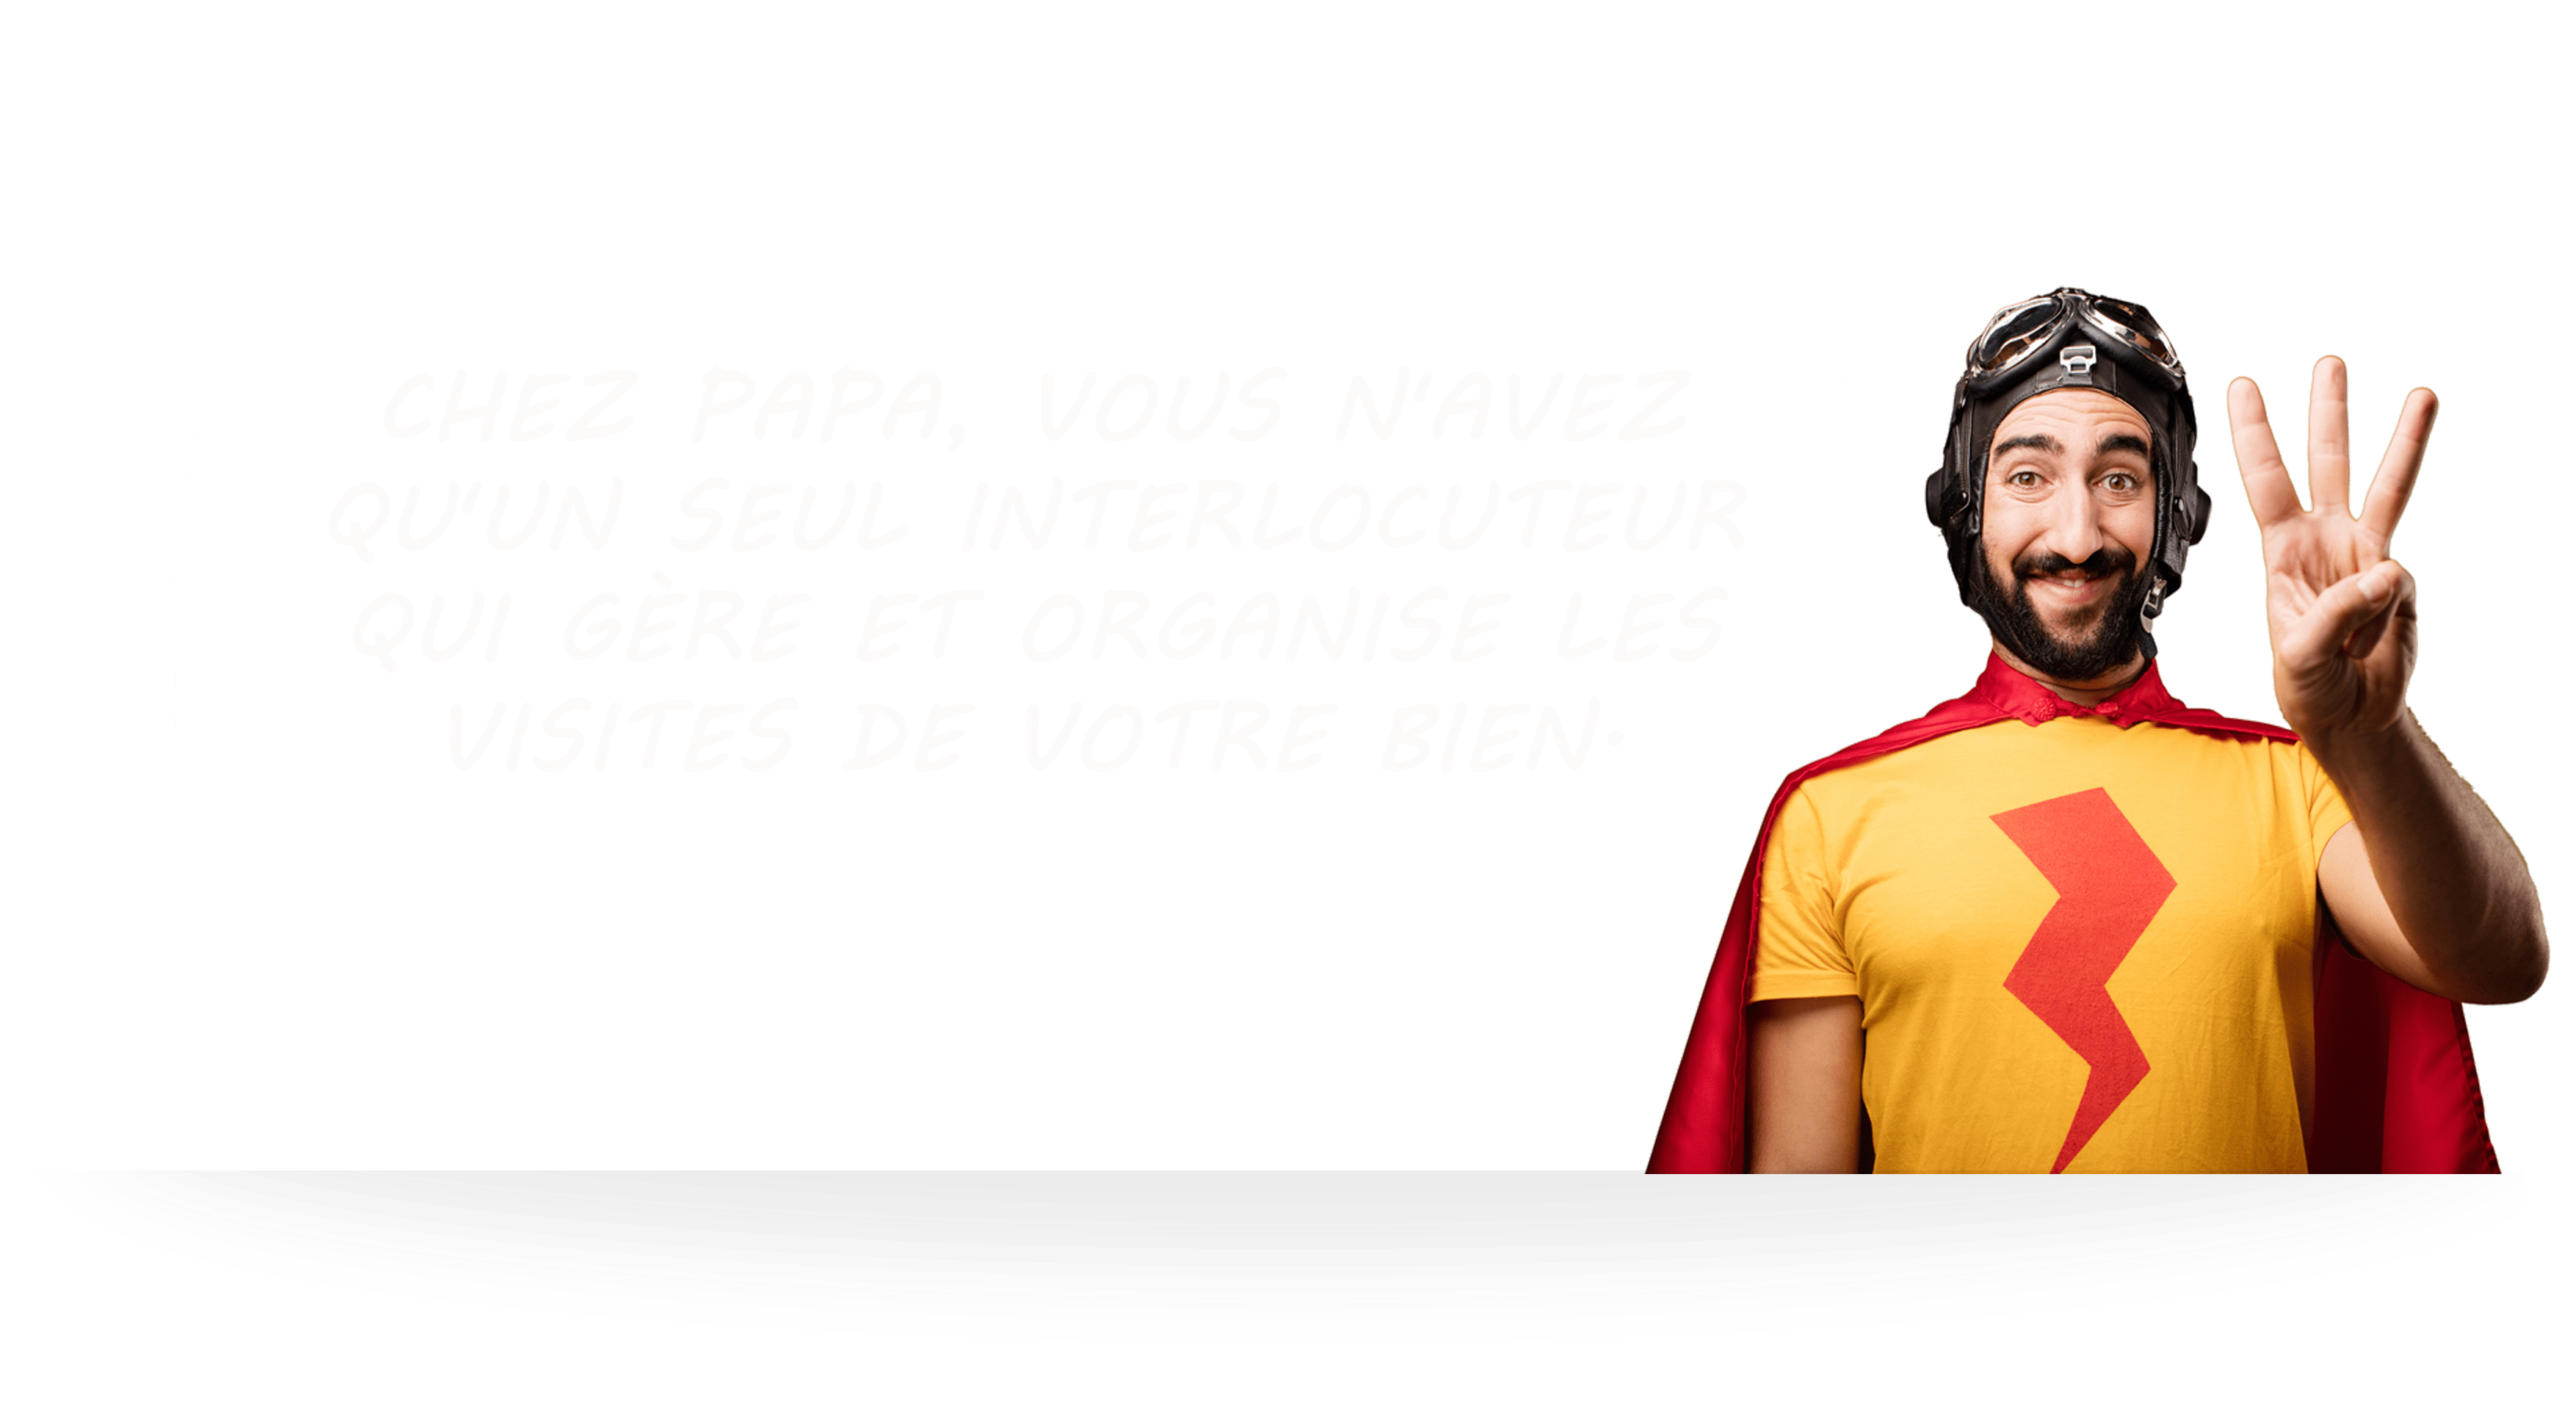 CHEZ PAPA, VOUS N'AVEZ
QU'UN SEUL INTERLOCUTEUR
QUI GÈRE ET ORGANISE LES
VISITES DE VOTRE BIEN.